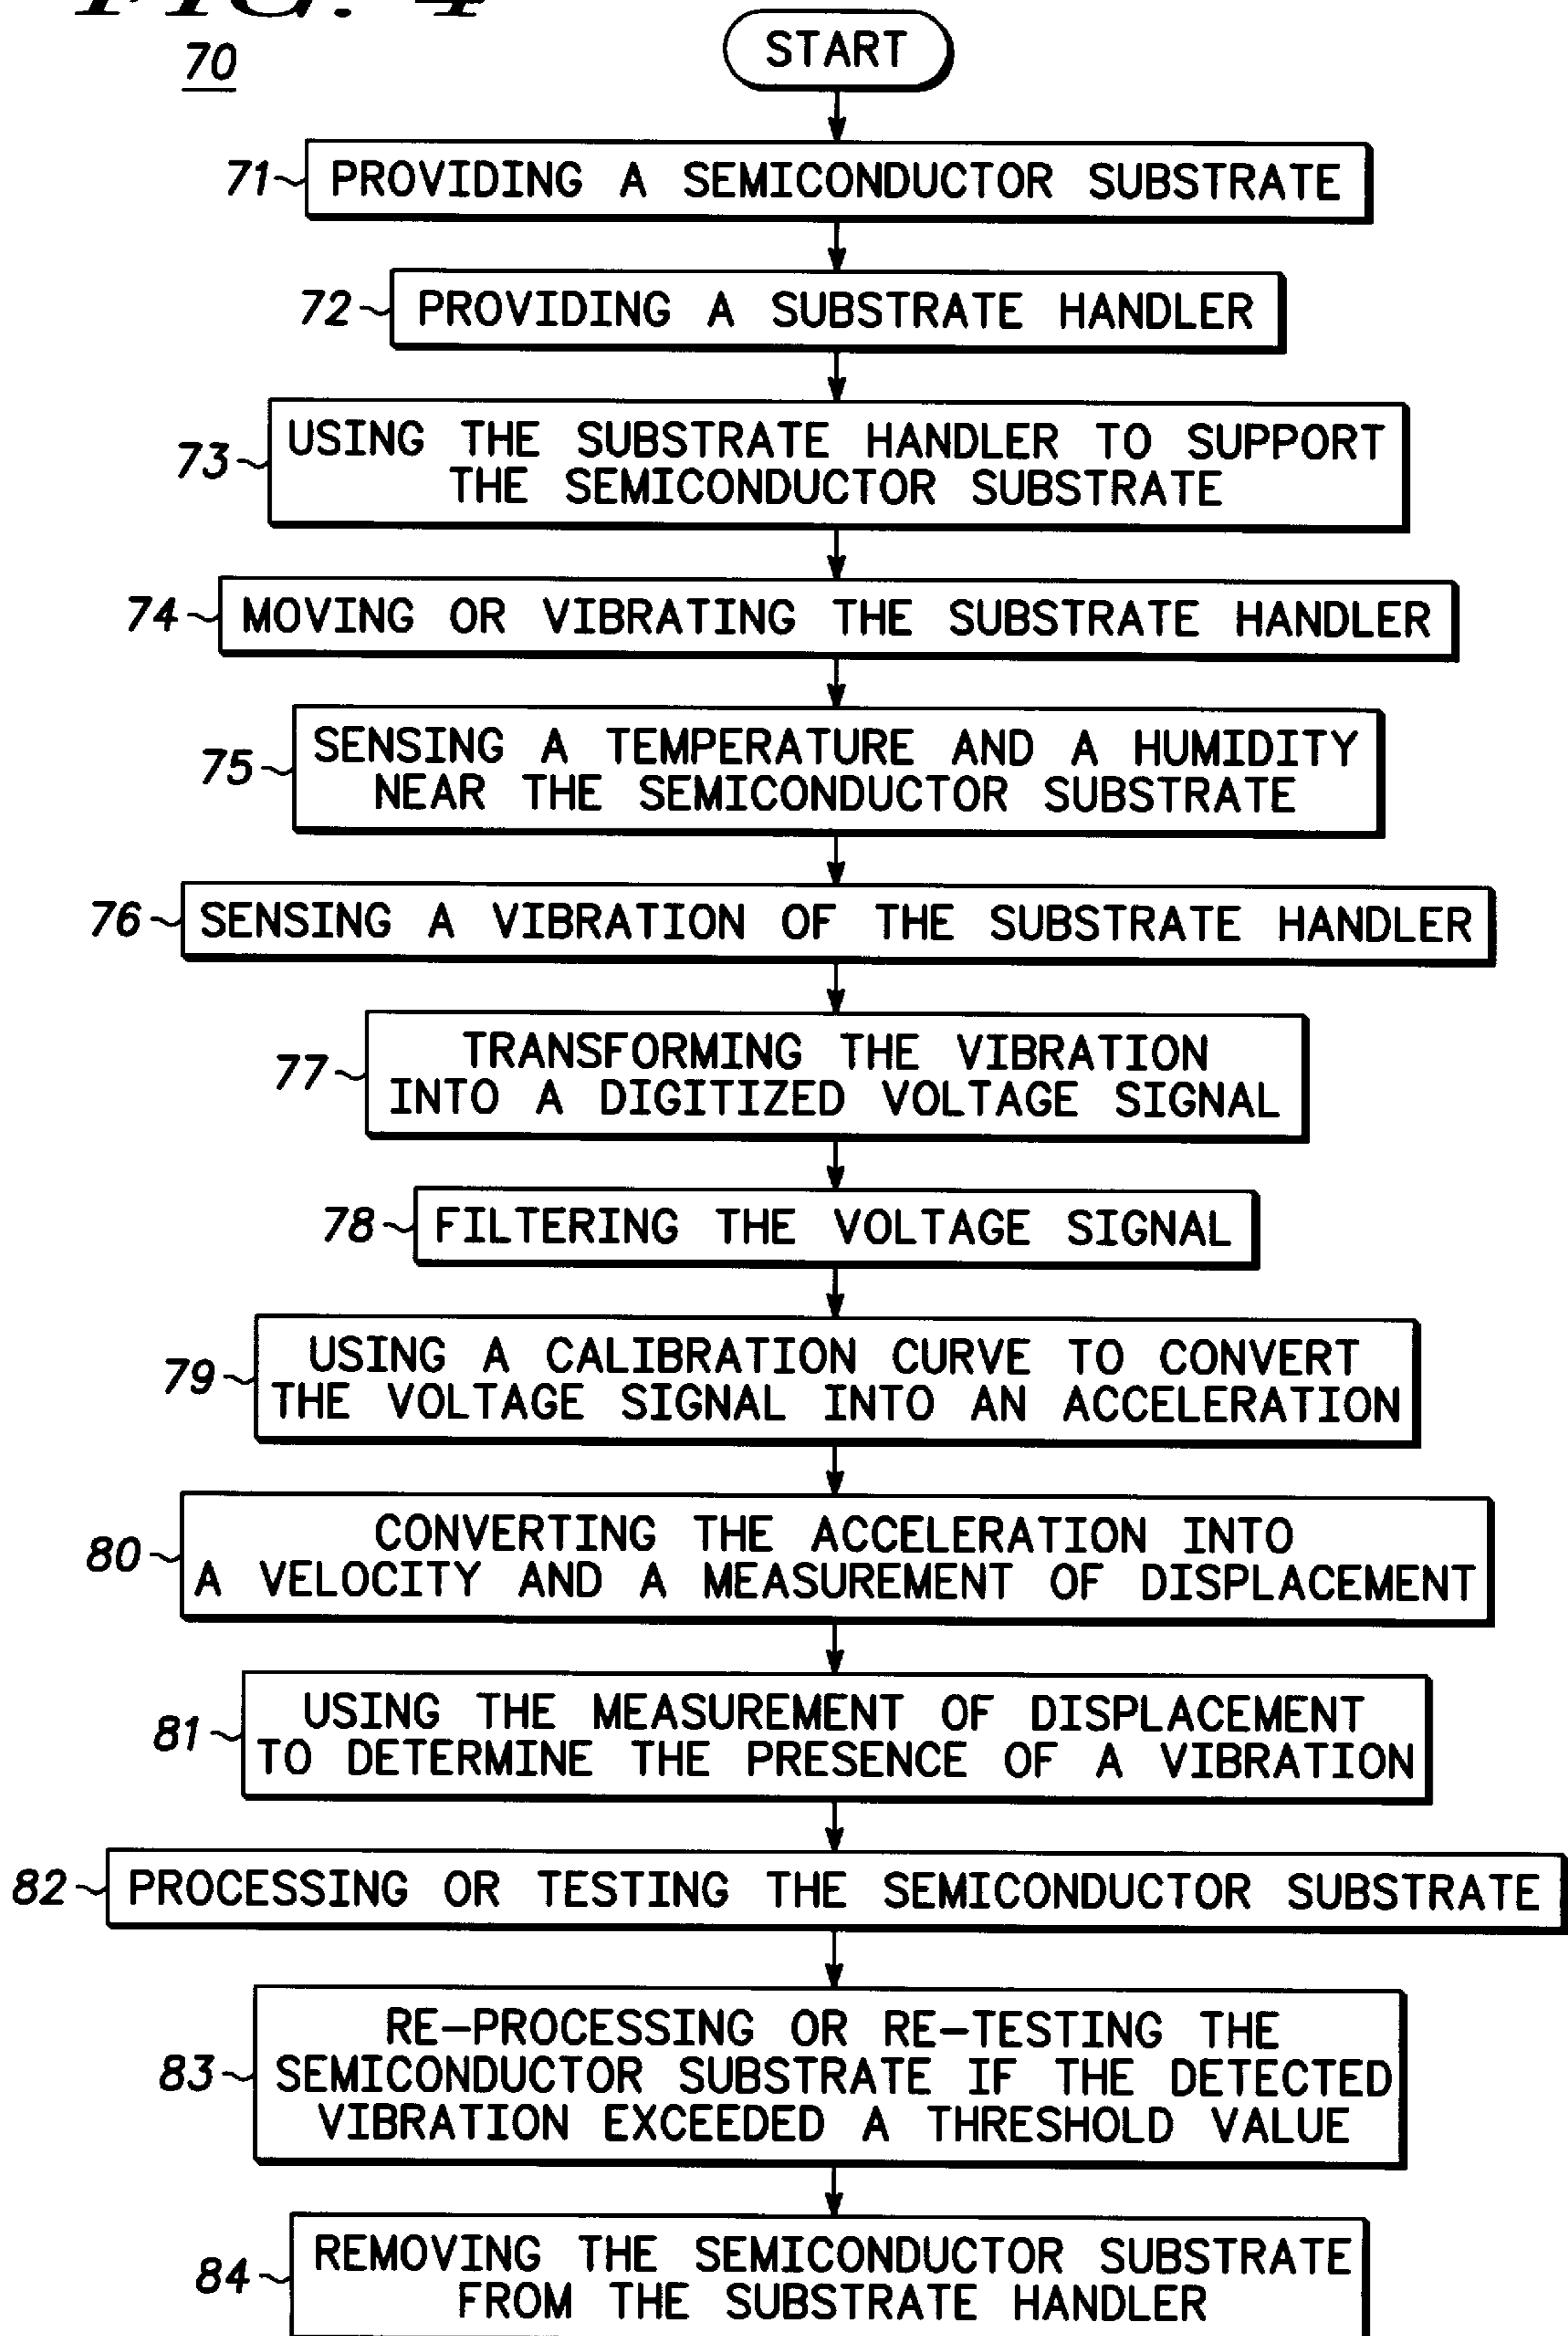 FIG. 4
70
START
71 PROVIDING A SEMICONDUCTOR SUBSTRATE
72 PROVIDING A SUBSTRATE HANDLER
73 USING THE SUBSTRATE HANDLER TO SUPPORT
THE SEMICONDUCTOR SUBSTRATE
74 MOVING OR VIBRATING THE SUBSTRATE HANDLER
75 SENSING A TEMPERATURE AND A HUMIDITY
NEAR THE SEMICONDUCTOR SUBSTRATE
76 SENSING A VIBRATION OF THE SUBSTRATE HANDLER
77 TRANSFORMING THE VIBRATION
INTO A DIGITIZED VOLTAGE SIGNAL
78 FILTERING THE VOLTAGE SIGNAL
79 USING A CALIBRATION CURVE TO CONVERT
THE VOLTAGE SIGNAL INTO AN ACCELERATION
80 CONVERTING THE ACCELERATION INTO
A VELOCITY AND A MEASUREMENT OF DISPLACEMENT
81 USING THE MEASUREMENT OF DISPLACEMENT
TO DETERMINE THE PRESENCE OF A VIBRATION
82 PROCESSING OR TESTING THE SEMICONDUCTOR SUBSTRATE
83 RE-PROCESSING OR RE-TESTING THE
SEMICONDUCTOR SUBSTRATE IF THE DETECTED
VIBRATION EXCEEDED A THRESHOLD VALUE
84 REMOVING THE SEMICONDUCTOR SUBSTRATE
FROM THE SUBSTRATE HANDLER